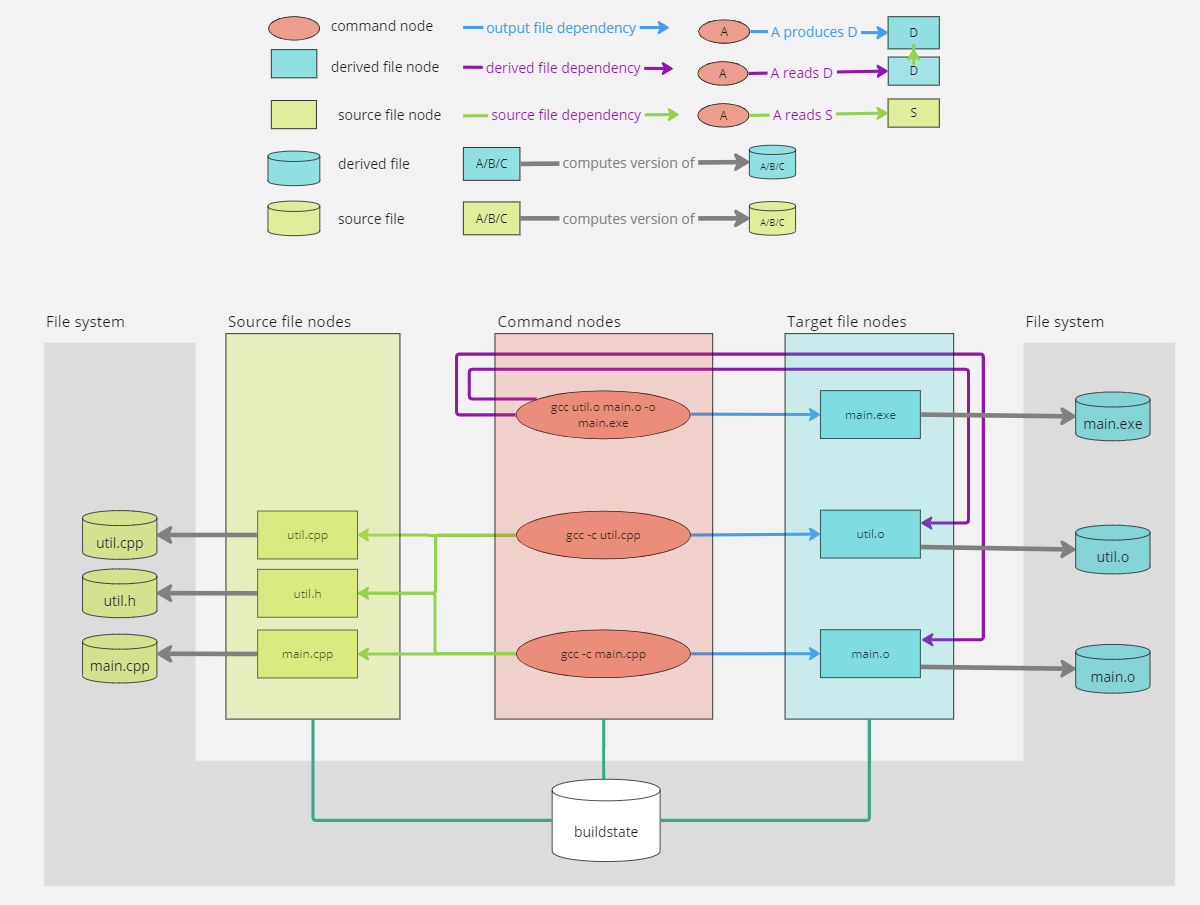 command node
output file dependency
A
A produces D
D
derived file node
derived file dependency
A
A reads D
D
source file node
source file dependency
A
A reads S
S
derived file
A/B/C
computes version of
A/B/C
source file
A/B/C
computes version of
A/B/C
File system
Source file nodes
Command nodes
Target file nodes
File system
gcc util.o main.o -o
main.exe
main.exe
main.exe
util.cpp
util.cpp
gcc -c util.cpp
util.o
util.o
util.h
util.h
main.cpp
main.cpp
gcc -c main.cpp
main.o
main.o
buildstate